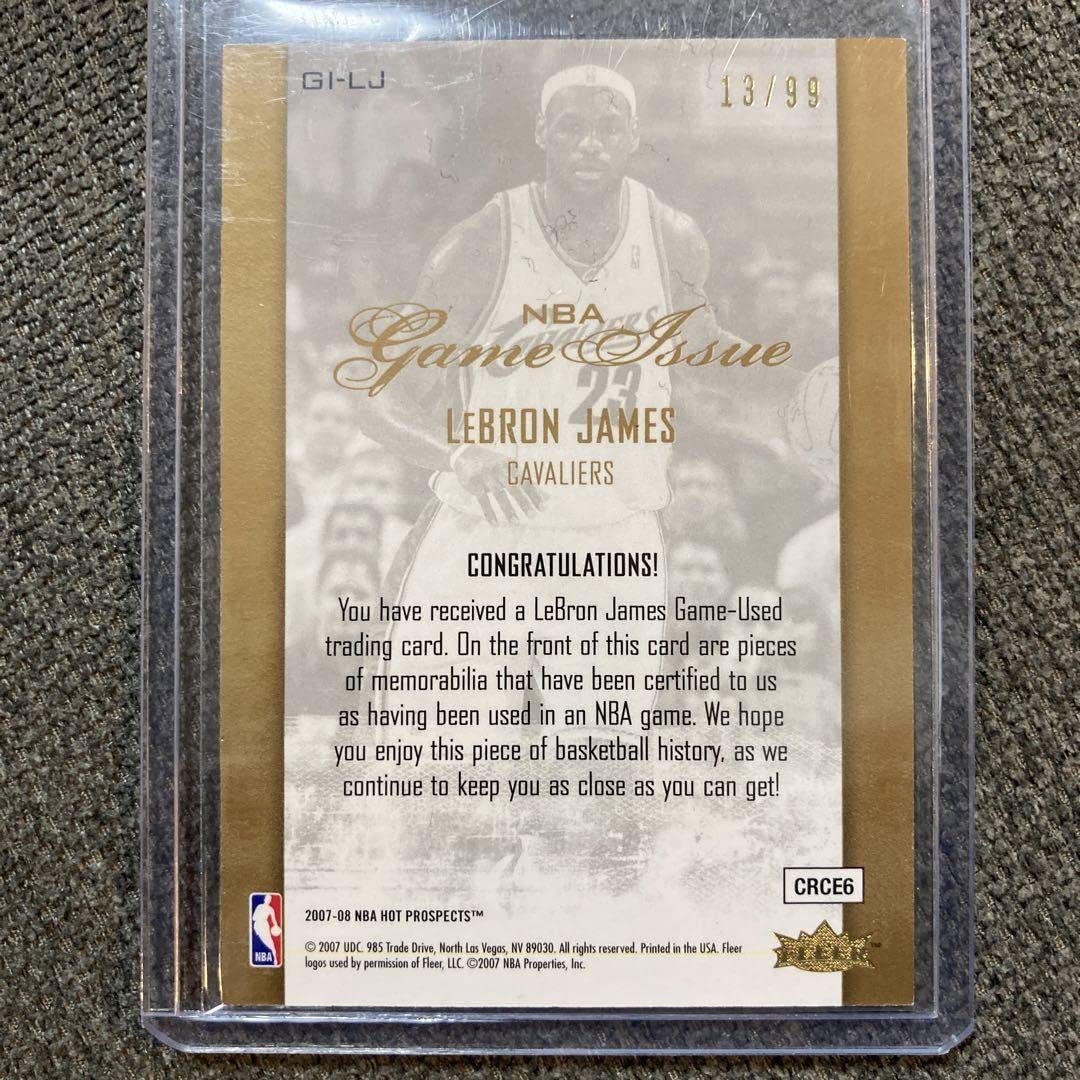 GI-LJ
13/99
NBA
Game Issue
23
LeBRON JAMES
CAVALIERS
CONGRATULATIONS!
You have received a LeBron James Game-Used
trading card. On the front of this card are pieces
of memorabilia that have been certified to us
as having been used in an NBA game. We hope
you enjoy this piece of basketball history, as we
continue to keep you as close as you can get!
CRCE6
2007-08 NBA HOT PROSPECTS™
© 2007 UDC. 985 Trade Drive, North Las Vegas, NV 89030. All rights reserved. Printed in the USA. Fleer
logos used by permission of Fleer, LLC. ©2007 NBA Properties, Inc.
NBA
FLEER™